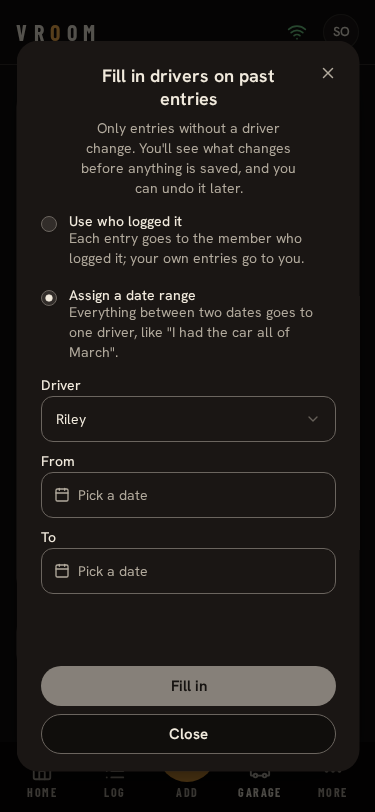 VROOM
SO
Fill in drivers on past
entries
Only entries without a driver
change. You'll see what changes
before anything is saved, and you
can undo it later.
Use who logged it
Each entry goes to the member who
logged it; your own entries go to you.
Assign a date range
Everything between two dates goes to
one driver, like "I had the car all of
March".
Driver
Riley
From
Pick a date
To
Pick a date
Fill in
Close
HOME
LOG
ADD
GARAGE
MORE